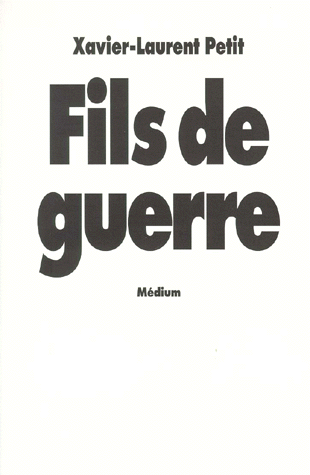 Xavier-Laurent Petit
Fils de
guerre
Médium